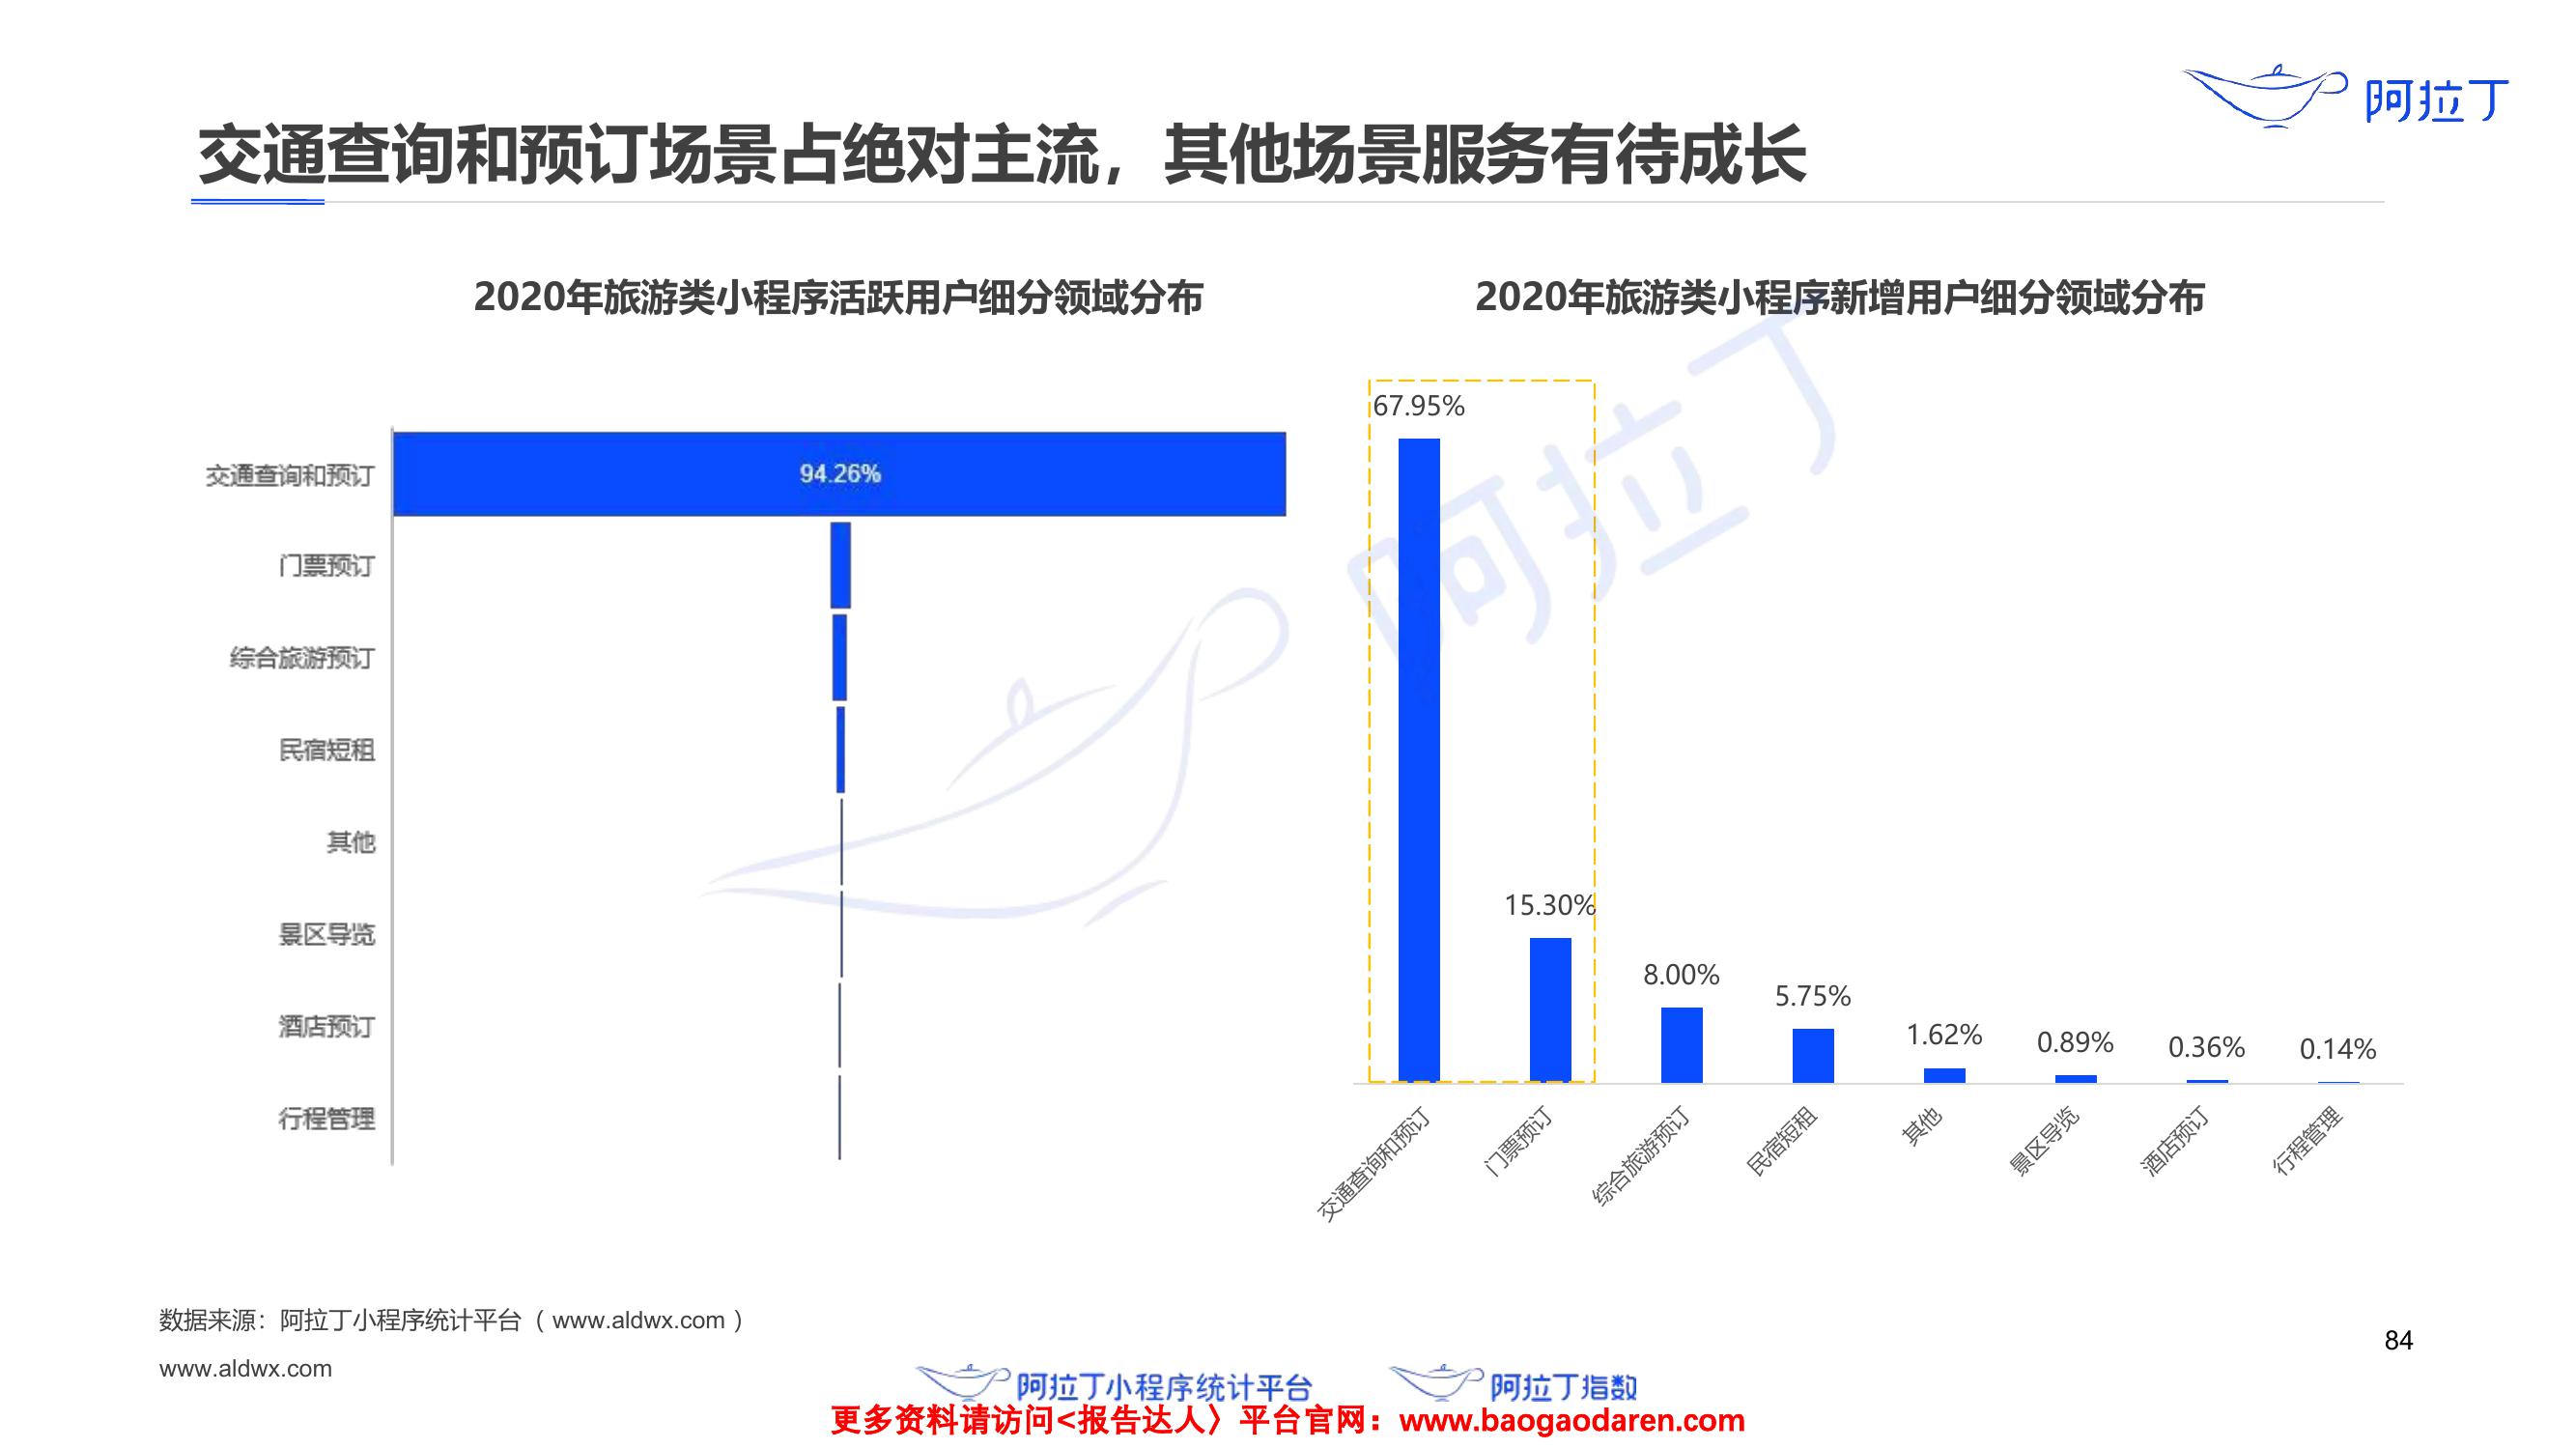 阿拉丁
交通查询和预订场景占绝对主流，其他场景服务有待成长
2020年旅游类小程序活跃用户细分领域分布
交通查询和预订
94.26%
门票预订
综合旅游预订
民宿短租
其他
景区导览
酒店预订
行程管理
2020年旅游类小程序新增用户细分领域分布
67.95%
15.30%
8.00%
5.75%
1.62%
0.89%
0.36%
0.14%
交通查询和预订
门票预订
综合旅游预订
民宿短租
其他
景区导览
酒店预订
行程管理
阿拉丁
数据来源：阿拉丁小程序统计平台（www.aldwx.com）
84
www.aldwx.com
阿拉丁小程序统计平台
阿拉丁指数
更多资料请访问<报告达人〉平台官网：www.baogaodaren.com